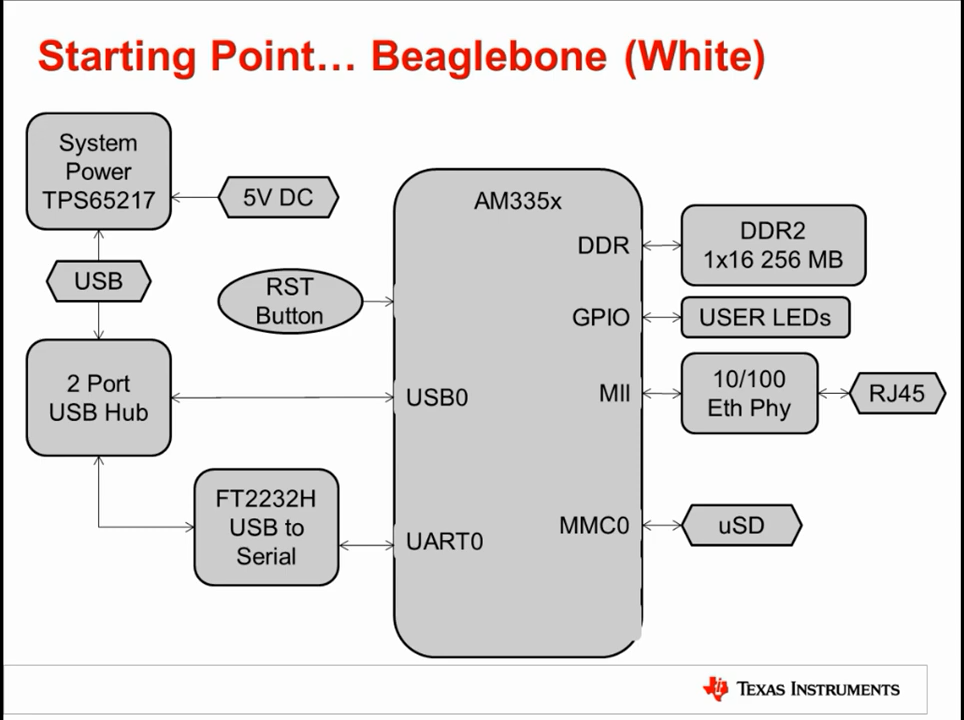 Starting Point... Beaglebone (White)
System
Power
TPS65217
5V DC
USB
RST
Button
2 Port
USB Hub
FT2232H
USB to
Serial
AM335x
DDR
GPIO
MII
MMC0
USB0
UART0
DDR2
1x16 256 MB
USER LEDs
10/100
Eth Phy
RJ45
uSD
TEXAS INSTRUMENTS